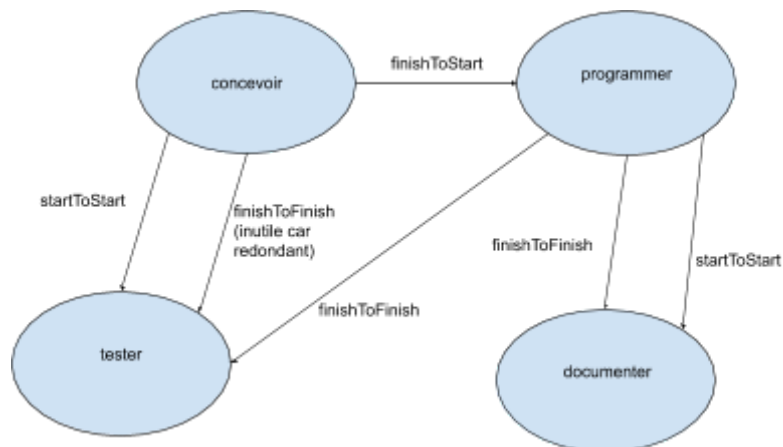 finishToStart
concevoir
programmer
startToStart
finishToFinish
(inutile car
redondant)
finishToFinish
startToStart
finishToFinish
tester
documenter